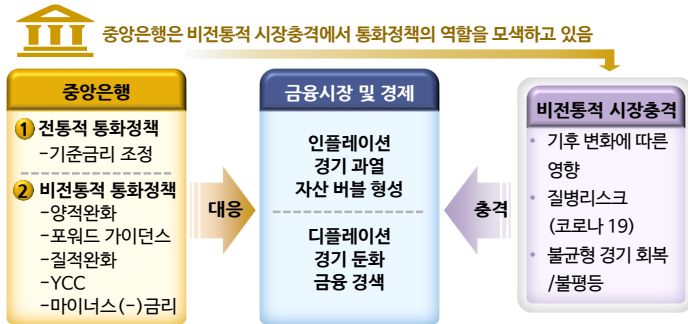 중앙은행은 비전통적 시장충격에서 통화정책의 역할을 모색하고 있음
중앙은행
1 전통적 통화정책
-기준금리 조정
2 비전통적 통화정책
-양적완화
-포워드 가이던스
-질적완화
-YCC
-마이너스(-)금리
대응
금융시장 및 경제
인플레이션
경기 과열
자산 버블 형성
디플레이션
경기 둔화
금융 경색
충격
비전통적 시장충격
• 기후 변화에 따른
영향
• 질병리스크
(코로나 19)
• 불균형 경기 회복
/불평등